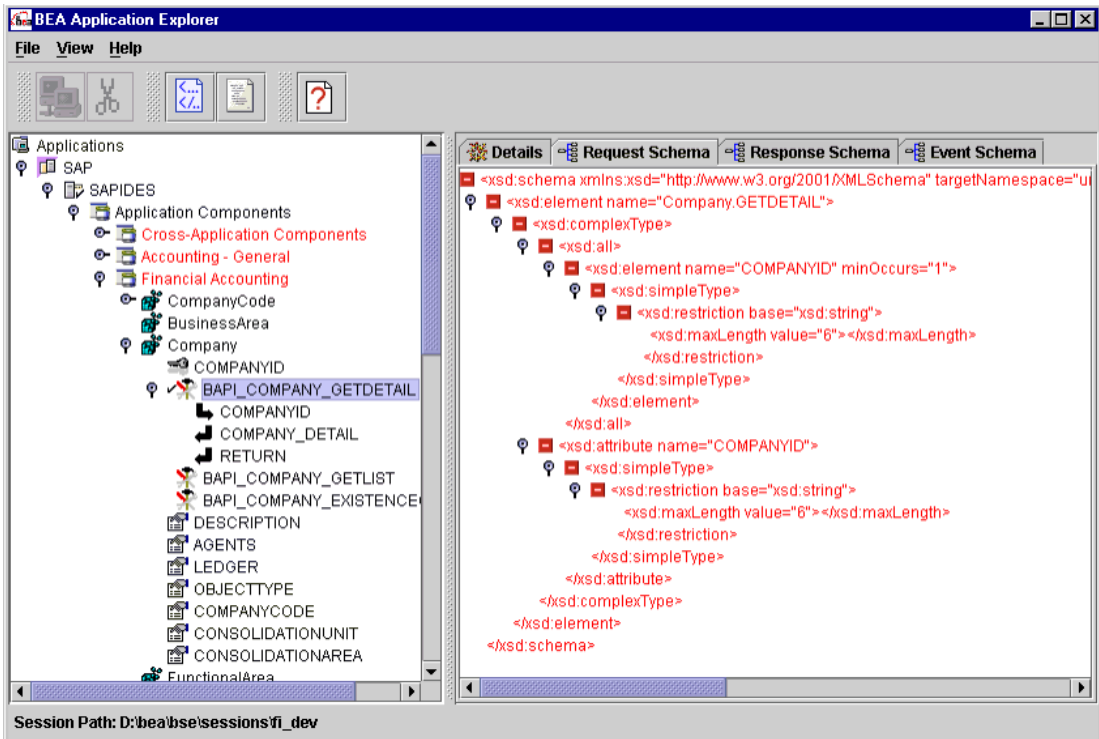 BEA Application Explorer
File View Help
Applications
SAP
SAPIDES
Application Components
Cross-Application Components
Accounting - General
Financial Accounting
CompanyCode
BusinessArea
Company
COMPANYID
BAPI_COMPANY_GETDETAIL
COMPANYID
COMPANY_DETAIL
RETURN
BAPI_COMPANY_GETLIST
BAPI_COMPANY_EXISTENCE
DESCRIPTION
AGENTS
LEDGER
OBJECTTYPE
COMPANYCODE
CONSOLIDATIONUNIT
CONSOLIDATIONAREA
FunctionalArea
Details Request Schema Response Schema Event Schema
<xsd:schema xmlns:xsd="http://www.w3.org/2001/XMLSchema" targetNamespace="u
<xsd:element name="Company.GETDETAIL">
<xsd:complexType>
<xsd:all>
<xsd:element name="COMPANYID" minOccurs="1">
<xsd:simpleType>
<xsd:restriction base="xsd:string">
<xsd:maxLength value="6"></xsd:maxLength>
</xsd:restriction>
</xsd:simpleType>
</xsd:element>
</xsd:all>
<xsd:attribute name="COMPANYID">
<xsd:simpleType>
<xsd:restriction base="xsd:string">
<xsd:maxLength value="6"></xsd:maxLength>
</xsd:restriction>
</xsd:simpleType>
</xsd:attribute>
</xsd:complexType>
</xsd:element>
</xsd:schema>
Session Path: D:\bea\bse\sessions\fi_dev